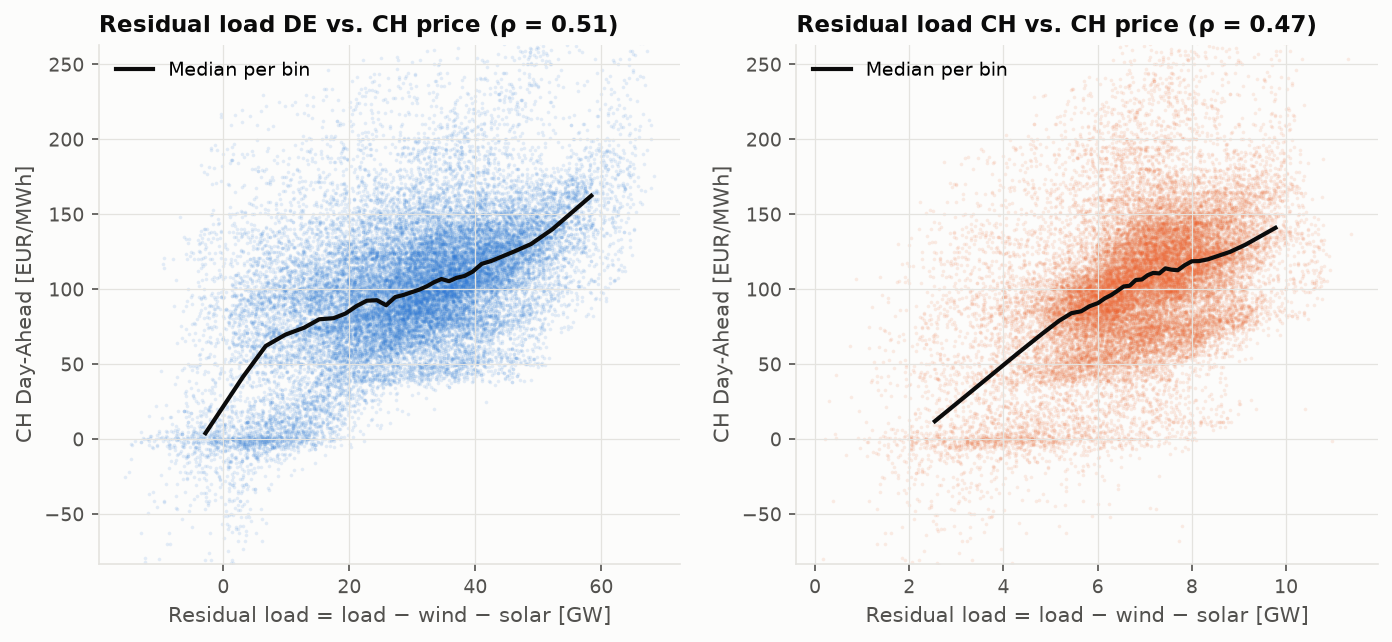 Residual load DE vs. CH price (ρ = 0.51)
Median per bin
CH Day-Ahead [EUR/MWh]
250
200
150
100
50
0
−50
0 20 40 60
Residual load = load − wind − solar [GW]
Residual load CH vs. CH price (ρ = 0.47)
Median per bin
CH Day-Ahead [EUR/MWh]
250
200
150
100
50
0
−50
0 2 4 6 8 10
Residual load = load − wind − solar [GW]